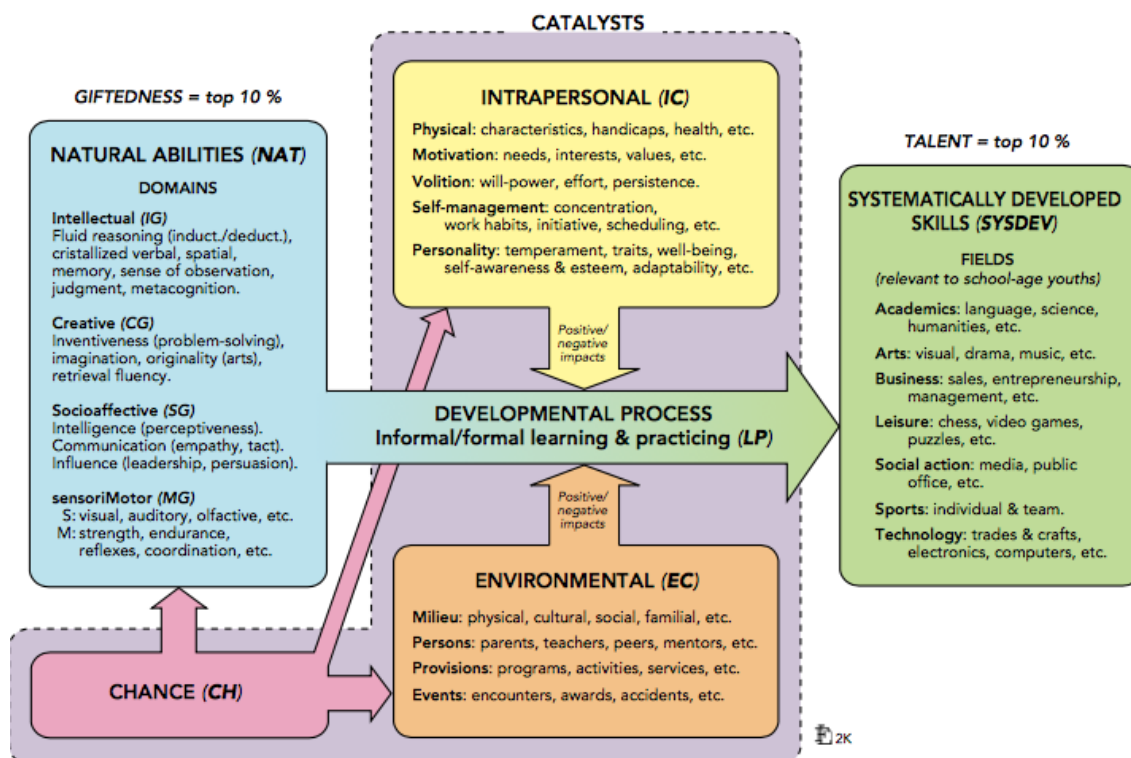 CATALYSTS
GIFTEDNESS = top 10 %
NATURAL ABILITIES (NAT)
DOMAINS
Intellectual (IG)
Fluid reasoning (induct./deduct.),
cristallized verbal, spatial,
memory, sense of observation,
judgment, metacognition.
Creative (CG)
Inventiveness (problem-solving),
imagination, originality (arts),
retrieval fluency.
Socioaffective (SG)
Intelligence (perceptiveness).
Communication (empathy, tact).
Influence (leadership, persuasion).
sensoriMotor (MG)
S: visual, auditory, olfactive, etc.
M: strength, endurance,
reflexes, coordination, etc.
INTRAPERSONAL (IC)
Physical: characteristics, handicaps, health, etc.
Motivation: needs, interests, values, etc.
Volition: will-power, effort, persistence.
Self-management: concentration,
work habits, initiative, scheduling, etc.
Personality: temperament, traits, well-being,
self-awareness & esteem, adaptability, etc.
Positive/
negative
impacts
DEVELOPMENTAL PROCESS
Informal/formal learning & practicing (LP)
Positive/
negative
impacts
ENVIRONMENTAL (EC)
Milieu: physical, cultural, social, familial, etc.
Persons: parents, teachers, peers, mentors, etc.
Provisions: programs, activities, services, etc.
Events: encounters, awards, accidents, etc.
CHANCE (CH)
TALENT = top 10 %
SYSTEMATICALLY DEVELOPED
SKILLS (SYSDEV)
FIELDS
(relevant to school-age youths)
Academics: language, science,
humanities, etc.
Arts: visual, drama, music, etc.
Business: sales, entrepreneurship,
management, etc.
Leisure: chess, video games,
puzzles, etc.
Social action: media, public
office, etc.
Sports: individual & team.
Technology: trades & crafts,
electronics, computers, etc.
2K